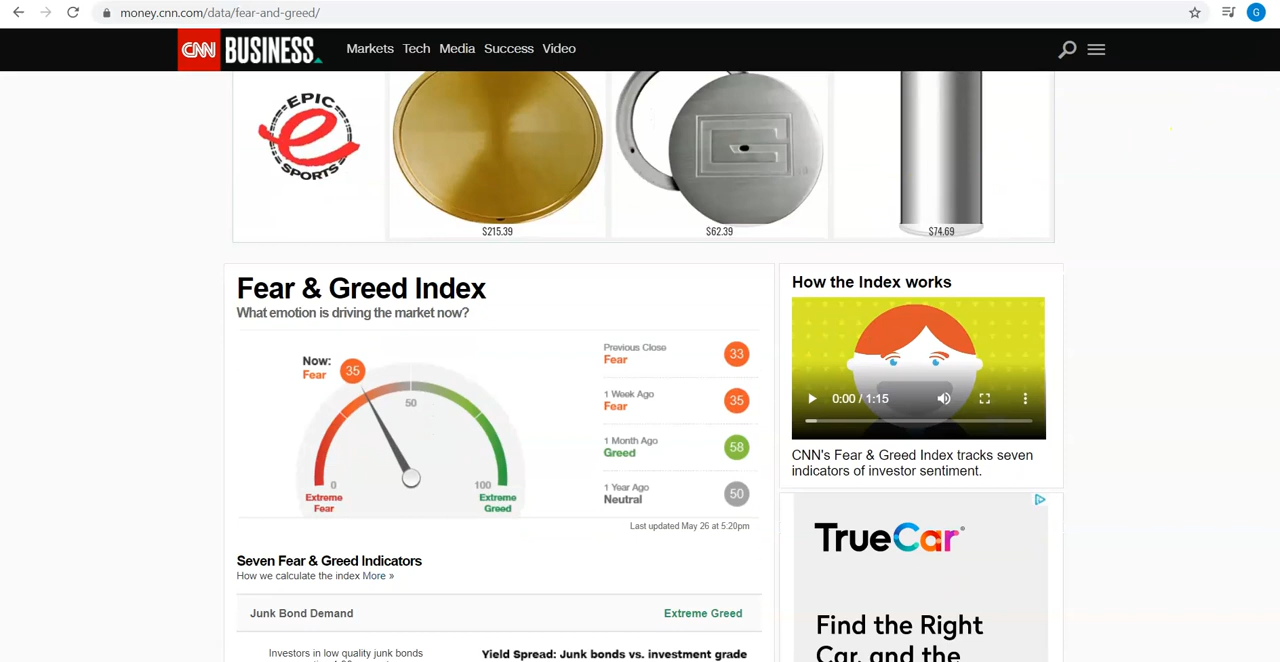 money.cnn.com/data/fear-and-greed/
G
CNN BUSINESS Markets Tech Media Success Video
EPIC
e
SPORTS
G
$215.39 $62.39 $74.69
Fear & Greed Index
What emotion is driving the market now?
Now:
Fear
35
50
0
100
Extreme
Fear
Extreme
Greed
Previous Close
Fear
33
1 Week Ago
Fear
35
1 Month Ago
Greed
58
1 Year Ago
Neutral
50
Last updated May 26 at 5:20pm
Seven Fear & Greed Indicators
How we calculate the index More »
Junk Bond Demand Extreme Greed
Investors in low quality junk bonds
Yield Spread: Junk bonds vs. investment grade
How the Index works
0:00 / 1:15
CNN's Fear & Greed Index tracks seven
indicators of investor sentiment.
TrueCar®
Find the Right
Car, and the